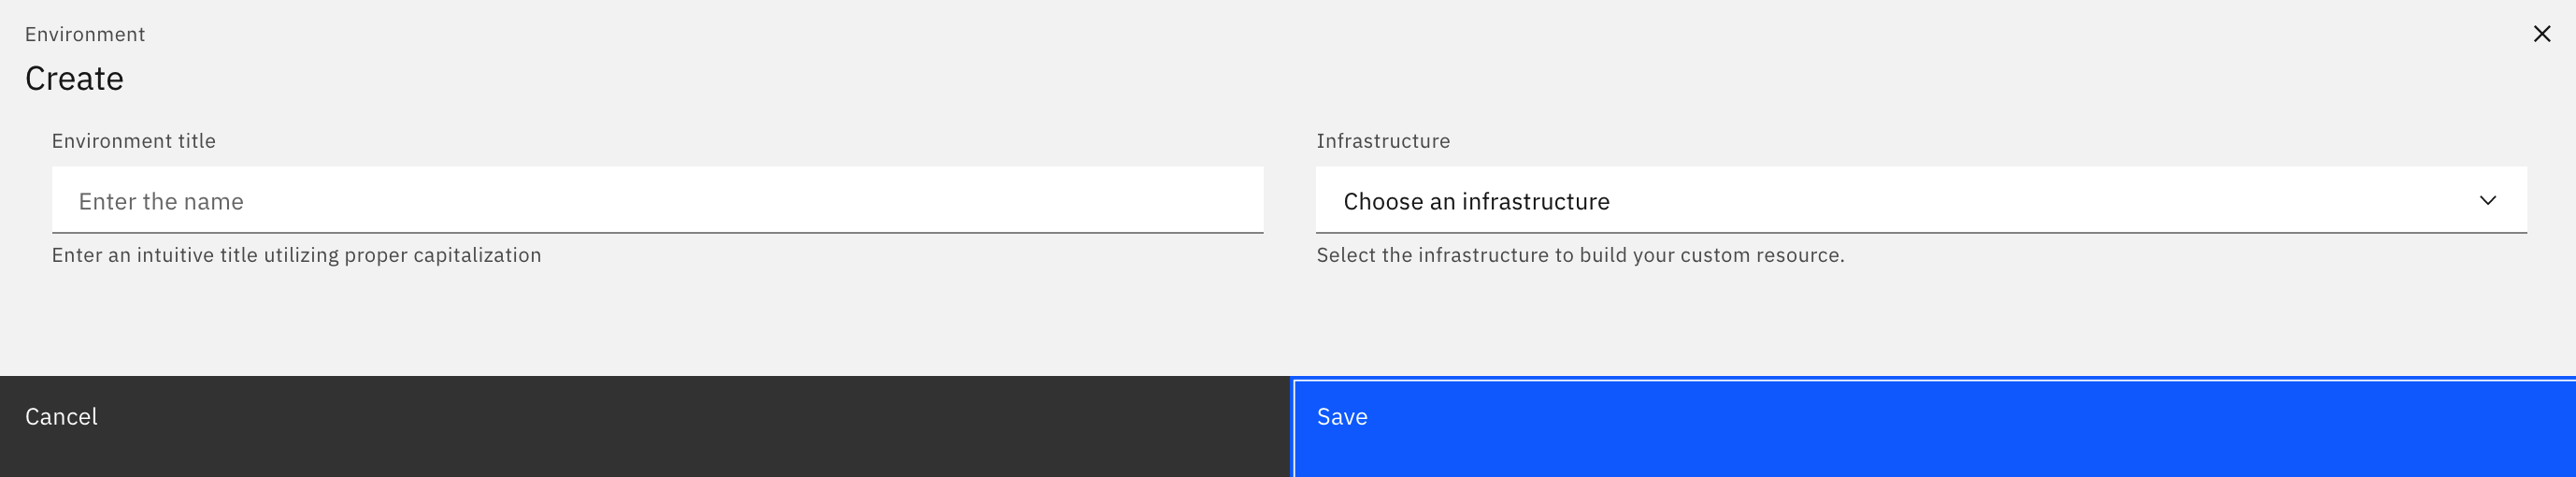 Environment
Create
Environment title
Enter the name
Enter an intuitive title utilizing proper capitalization
Infrastructure
Choose an infrastructure
Select the infrastructure to build your custom resource.
Cancel
Save